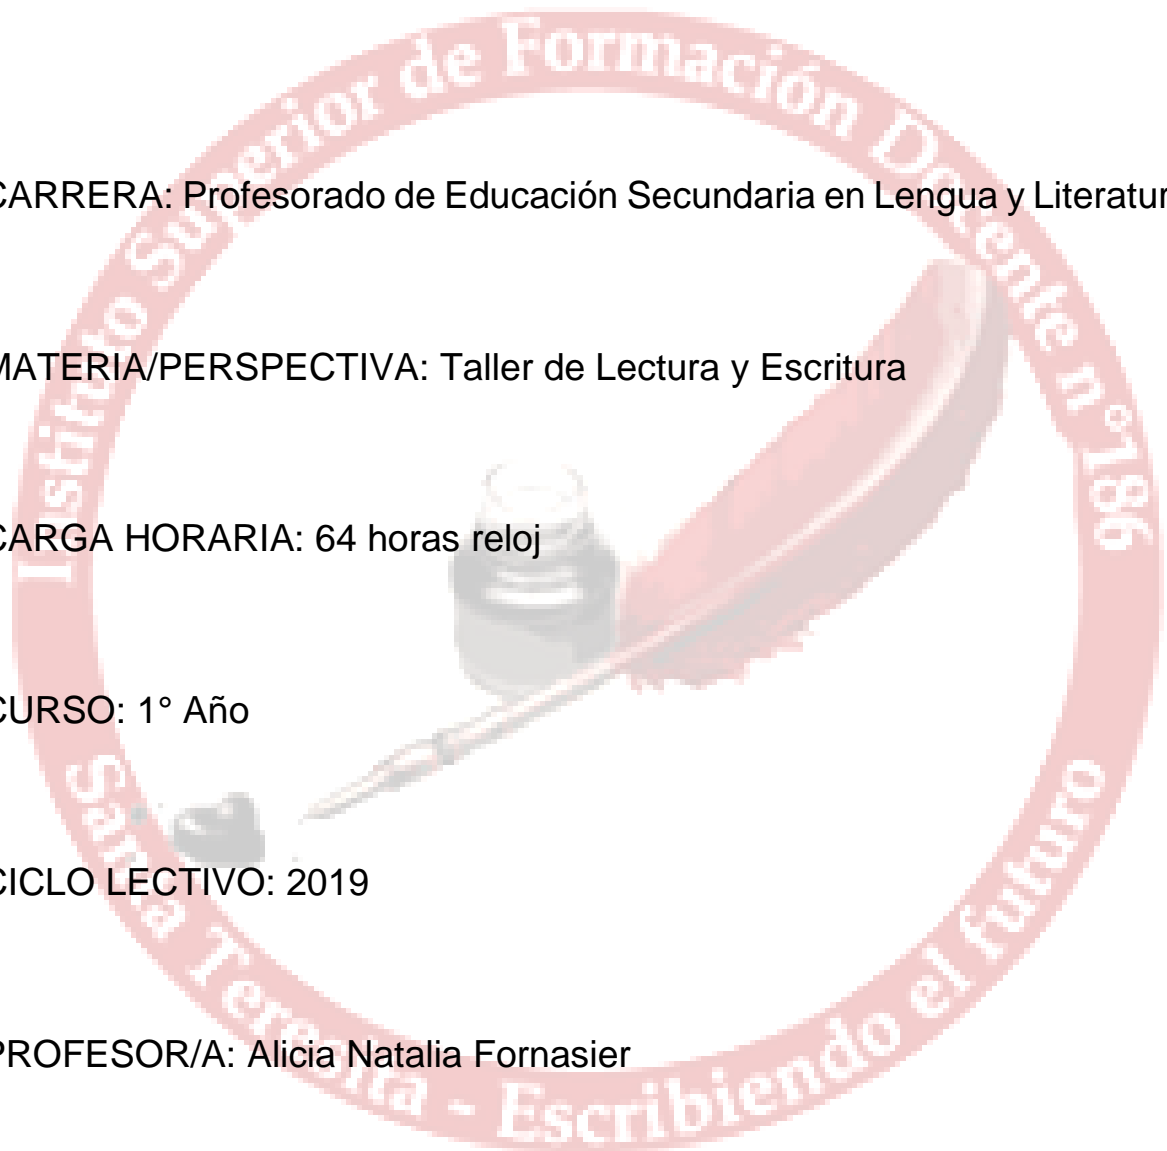 Instituto Superior de Formación Docente n°186
CARRERA: Profesorado de Educación Secundaria en Lengua y Literatur
MATERIA/PERSPECTIVA: Taller de Lectura y Escritura
CARGA HORARIA: 64 horas reloj
CURSO: 1° Año
CICLO LECTIVO: 2019
PROFESOR/A: Alicia Natalia Fornasier
Santa Teresita - Escribiendo el futuro